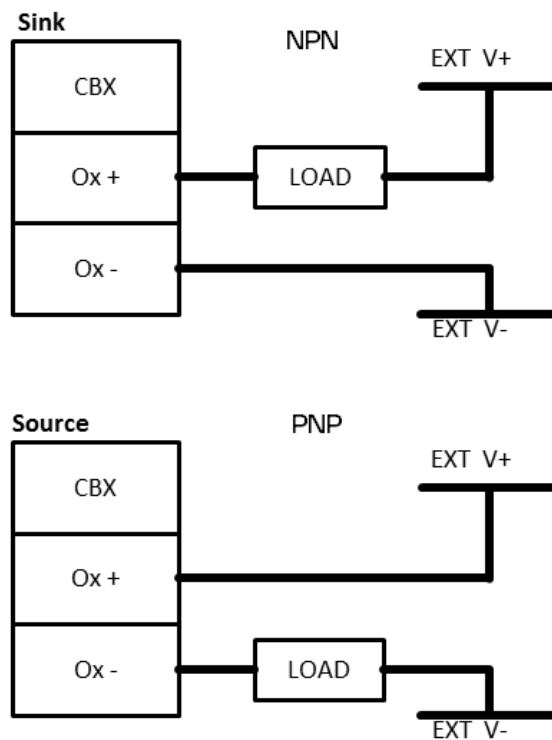 Sink
NPN
EXT V+
CBX
Ox +
LOAD
Ox -
EXT V-
Source
PNP
EXT V+
CBX
Ox +
Ox -
LOAD
EXT V-